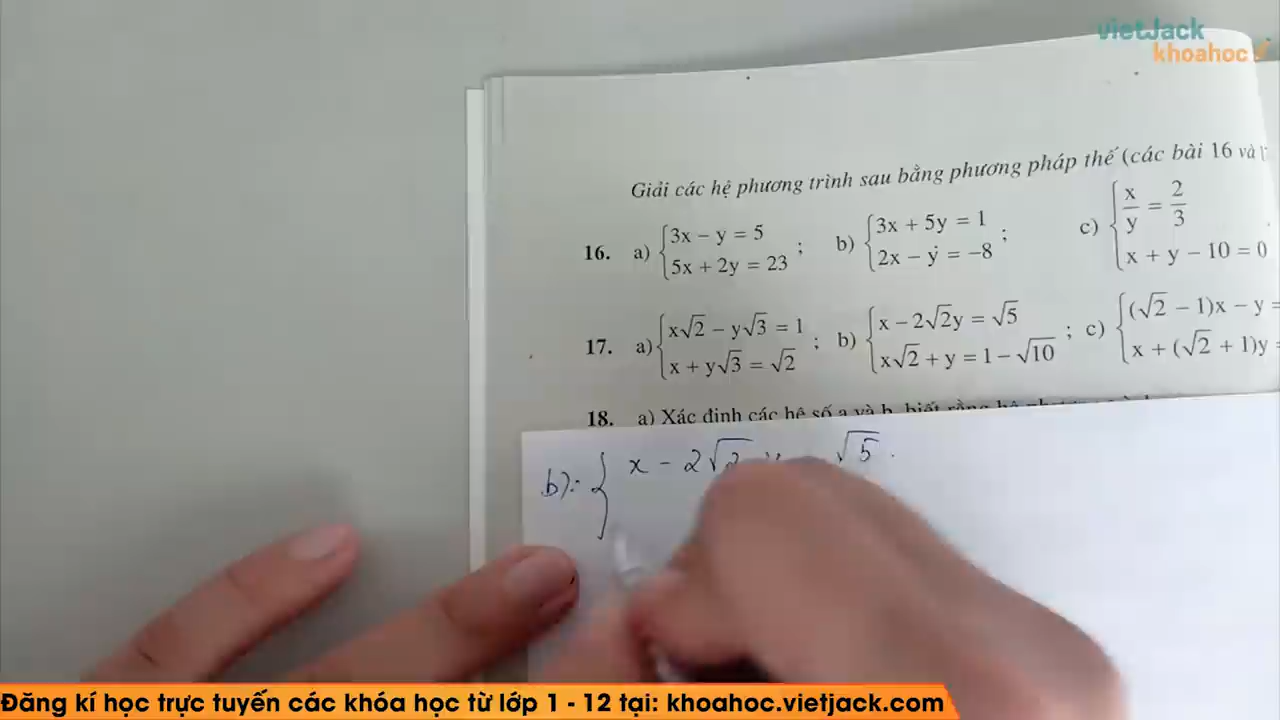 vietJack
khoahoc
Giải các hệ phương trình sau bằng phương pháp thế (các bài 16 và
16. a) {3x − y = 5
5x + 2y = 23 ;
b) {3x + 5y = 1
2x − y = −8 ;
c) {x/y = 2/3
x + y − 10 = 0
17. a) {x√2 − y√3 = 1
x + y√3 = √2 ;
b) {x − 2√2y = √5
x√2 + y = 1 − √10 ;
c) {(√2 − 1)x − y =
x + (√2 + 1)y =
18. a) Xác định các hệ số a và b, biết rằng hệ
b): { x − 2√2 √5.
Đăng kí học trực tuyến các khóa học từ lớp 1 - 12 tại: khoahoc.vietjack.com